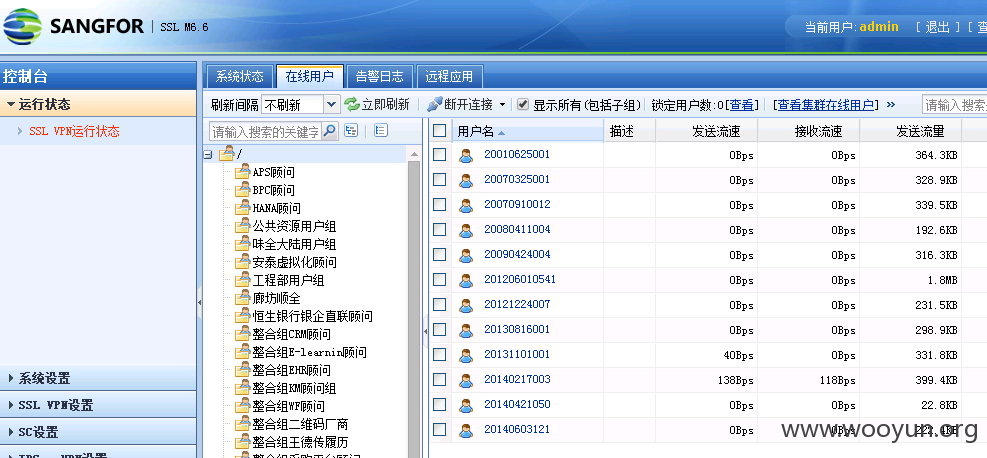 SANGFOR | SSL M6.6
当前用户:admin [ 退出 ] [ 查
控制台
运行状态
SSL VPN运行状态
系统设置
SSL VPN设置
SC设置
系统状态 在线用户 告警日志 远程应用
刷新间隔 不刷新 立即刷新 断开连接 显示所有(包括子组) 锁定用户数:0[查看] [查看集群在线用户] » 请输入搜索
请输入搜索的关键字
/
APS顾问
BPC顾问
HANA顾问
公共资源用户组
味全大陆用户组
安泰虚拟化顾问
工程部用户组
廊坊顺全
恒生银行银企直联顾问
整合组CRM顾问
整合组E-learnin顾问
整合组EHR顾问
整合组KM顾问组
整合组WF顾问
整合组二维码厂商
整合组王德传履历
用户名 描述 发送流速 接收流速 发送流量
20010625001 0Bps 0Bps 364.3KB
20070325001 0Bps 0Bps 328.9KB
20070910012 0Bps 0Bps 339.5KB
20080411004 0Bps 0Bps 192.6KB
20090424004 0Bps 0Bps 316.3KB
201206010541 0Bps 0Bps 1.8MB
20121224007 0Bps 0Bps 231.5KB
20130816001 0Bps 0Bps 298.9KB
20131101001 40Bps 0Bps 331.8KB
20140217003 138Bps 118Bps 399.4KB
20140421050 0Bps 0Bps 22.8KB
20140603121 0Bps 0Bps
www.wooyun.org